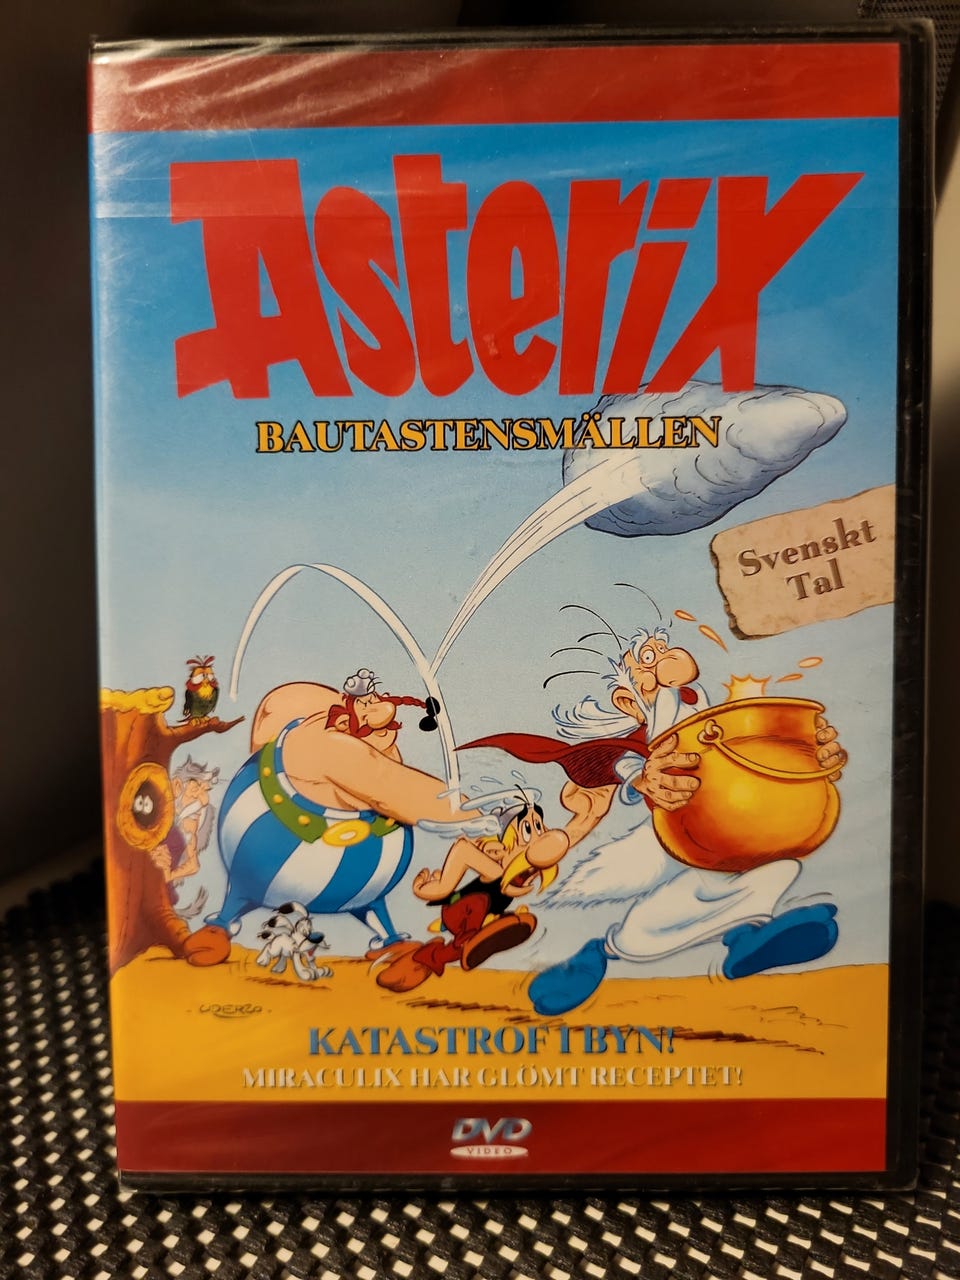 Asterix
BAUTASTENSMÄLLEN
Svenskt
Tal
UDERZO
KATASTROF I BYN!
MIRACULIX HAR GLÖMT RECEPTET!
DVD
VIDEO